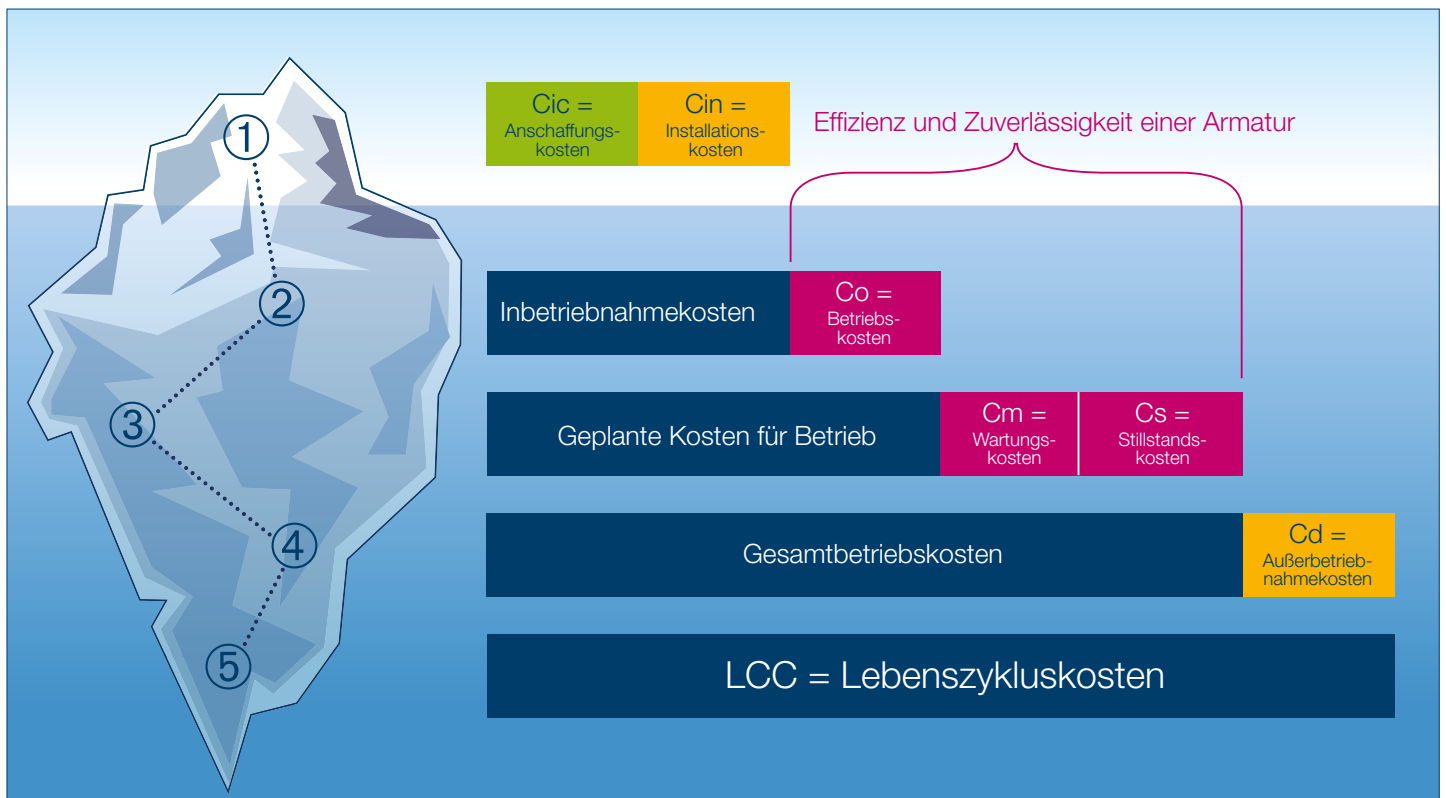 ①
Cic =
Anschaffungs-
kosten
Cin =
Installations-
kosten
Effizienz und Zuverlässigkeit einer Armatur
②
Inbetriebnahmekosten
Co =
Betriebs-
kosten
③
Geplante Kosten für Betrieb
Cm =
Wartungs-
kosten
Cs =
Stillstands-
kosten
④
Gesamtbetriebskosten
Cd =
Außerbetrieb-
nahmekosten
⑤
LCC = Lebenszykluskosten